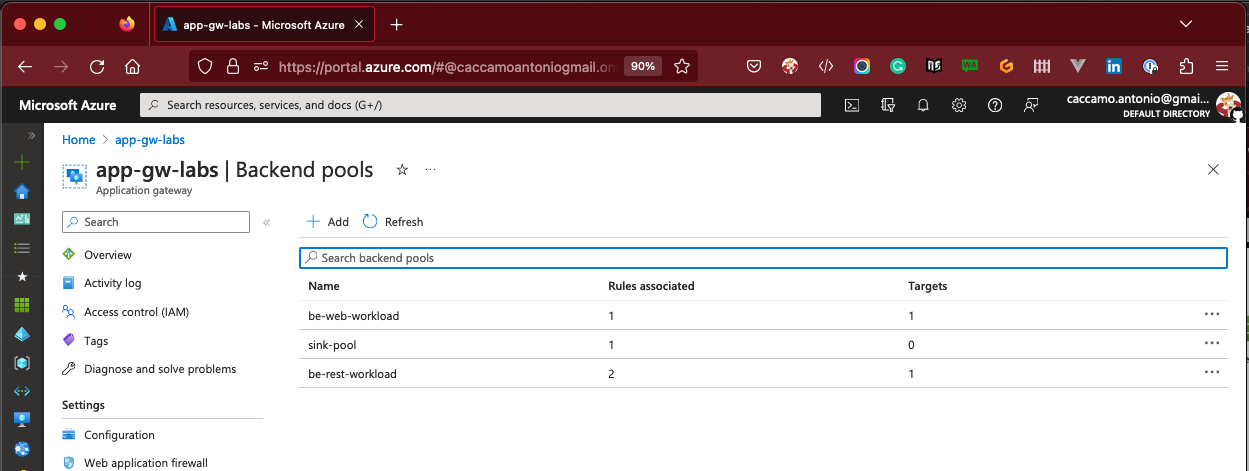 app-gw-labs - Microsoft Azure
https://portal.azure.com/#@caccamoantoniogmail.on
90%
Microsoft Azure
Search resources, services, and docs (G+/)
caccamo.antonio@gmai...
DEFAULT DIRECTORY
Home > app-gw-labs
app-gw-labs | Backend pools
Application gateway
Search
Add
Refresh
Overview
Search backend pools
Activity log
Name Rules associated Targets
Access control (IAM)
be-web-workload 1 1
Tags
sink-pool 1 0
Diagnose and solve problems
be-rest-workload 2 1
Settings
Configuration
Web application firewall